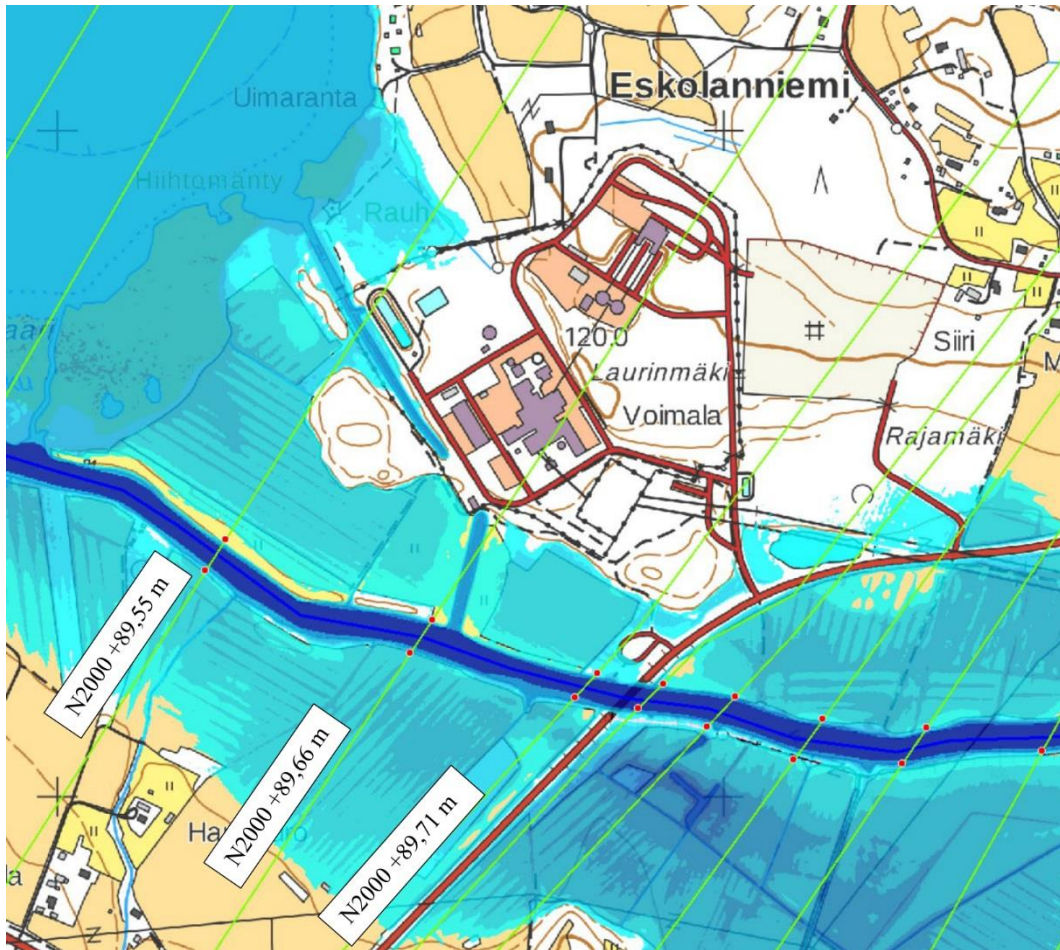 Eskolanniemi
Uimaranta
Hiihtomänty
Rauh.
120.0
Laurinmäki
Siiri
M
Voimala
Rajamäki
N2000 +89,55 m
N2000 +89,66 m
N2000 +89,71 m